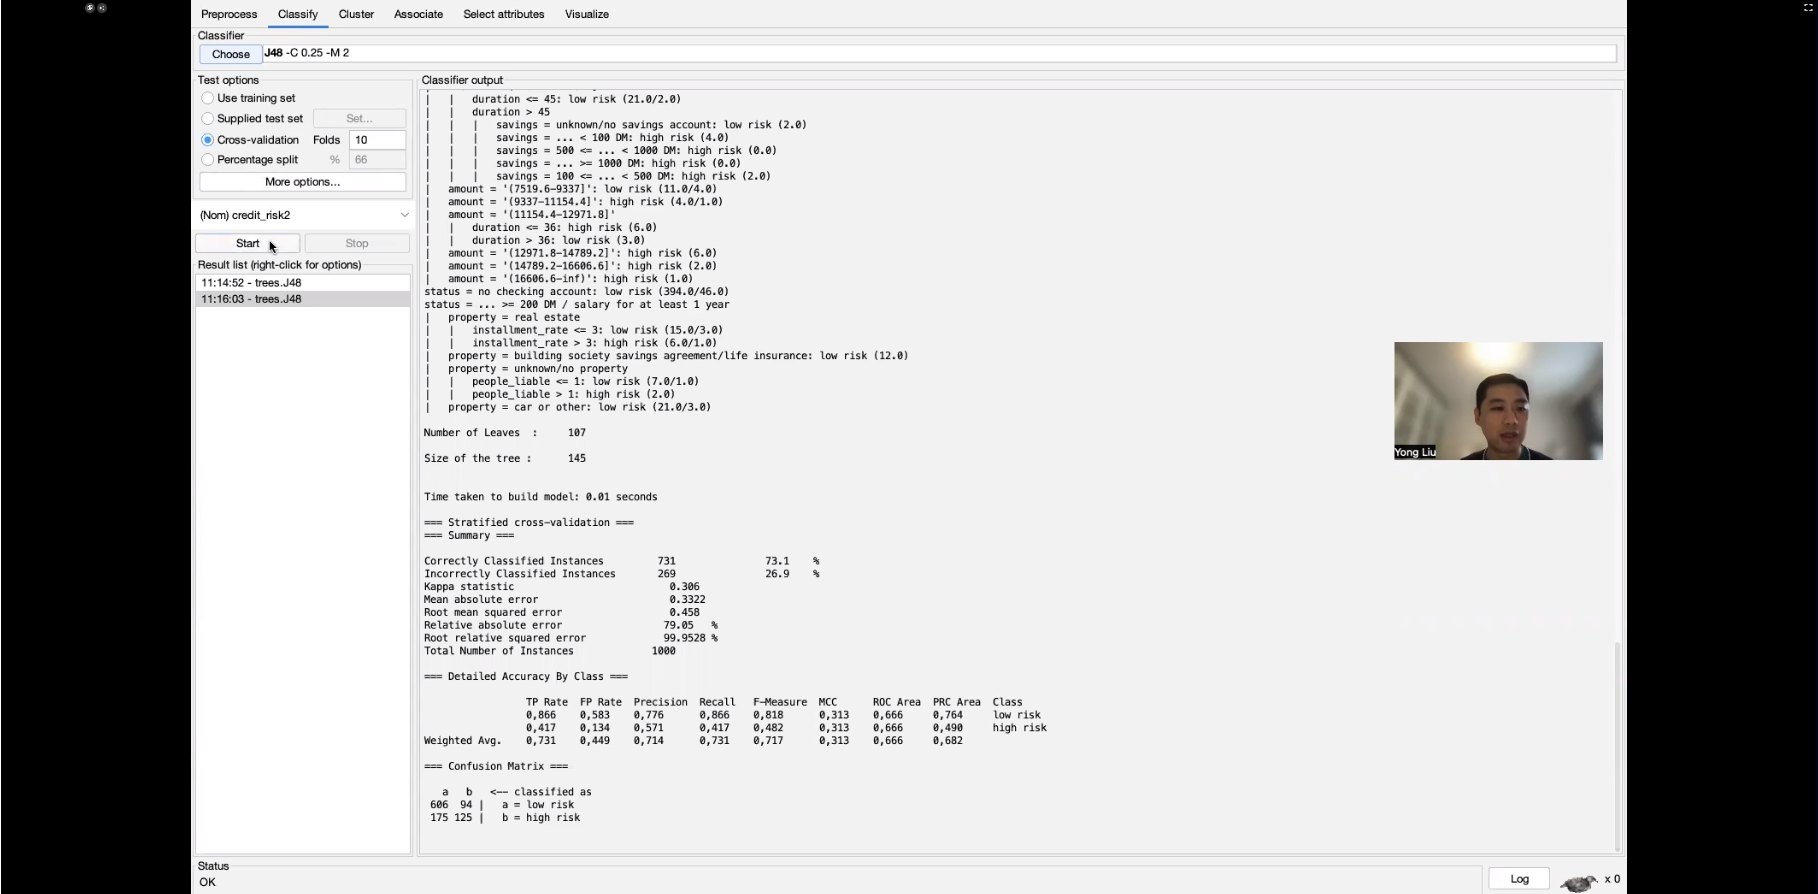 Preprocess Classify Cluster Associate Select attributes Visualize
Classifier
Choose J48 -C 0.25 -M 2
Test options
Use training set
Supplied test set Set...
Cross-validation Folds 10
Percentage split % 66
More options...
(Nom) credit_risk2
Start Stop
Result list (right-click for options)
11:14:52 - trees.J48
11:16:03 - trees.J48
Classifier output
| | duration <= 45: low risk (21.0/2.0)
| | duration > 45
| | | savings = unknown/no savings account: low risk (2.0)
| | | savings = ... < 100 DM: high risk (4.0)
| | | savings = 500 <= ... < 1000 DM: high risk (0.0)
| | | savings = ... >= 1000 DM: high risk (0.0)
| | | savings = 100 <= ... < 500 DM: high risk (2.0)
| amount = '(7519.6-9337]': low risk (11.0/4.0)
| amount = '(9337-11154.4]': high risk (4.0/1.0)
| amount = '(11154.4-12971.8]'
| | duration <= 36: high risk (6.0)
| | duration > 36: low risk (3.0)
| amount = '(12971.8-14789.2]': high risk (6.0)
| amount = '(14789.2-16606.6]': high risk (2.0)
| amount = '(16606.6-inf)': high risk (1.0)
status = no checking account: low risk (394.0/46.0)
status = ... >= 200 DM / salary for at least 1 year
| property = real estate
| | installment_rate <= 3: low risk (15.0/3.0)
| | installment_rate > 3: high risk (6.0/1.0)
| property = building society savings agreement/life insurance: low risk (12.0)
| property = unknown/no property
| | people_liable <= 1: low risk (7.0/1.0)
| | people_liable > 1: high risk (2.0)
| property = car or other: low risk (21.0/3.0)
Number of Leaves : 107
Size of the tree : 145
Time taken to build model: 0.01 seconds
=== Stratified cross-validation ===
=== Summary ===
Correctly Classified Instances 731 73.1 %
Incorrectly Classified Instances 269 26.9 %
Kappa statistic 0.306
Mean absolute error 0.3322
Root mean squared error 0.458
Relative absolute error 79.05 %
Root relative squared error 99.9528 %
Total Number of Instances 1000
=== Detailed Accuracy By Class ===
TP Rate FP Rate Precision Recall F-Measure MCC ROC Area PRC Area Class
0,866 0,583 0,776 0,866 0,818 0,313 0,666 0,764 low risk
0,417 0,134 0,571 0,417 0,482 0,313 0,666 0,490 high risk
Weighted Avg. 0,731 0,449 0,714 0,731 0,717 0,313 0,666 0,682
=== Confusion Matrix ===
a b <-- classified as
606 94 | a = low risk
175 125 | b = high risk
Yong Liu
Status
OK
Log x 0